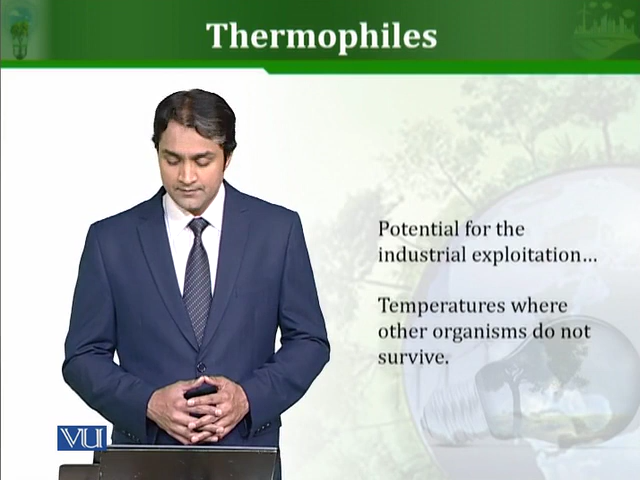 Thermophiles
Potential for the
industrial exploitation...
Temperatures where
other organisms do not
survive.
VU